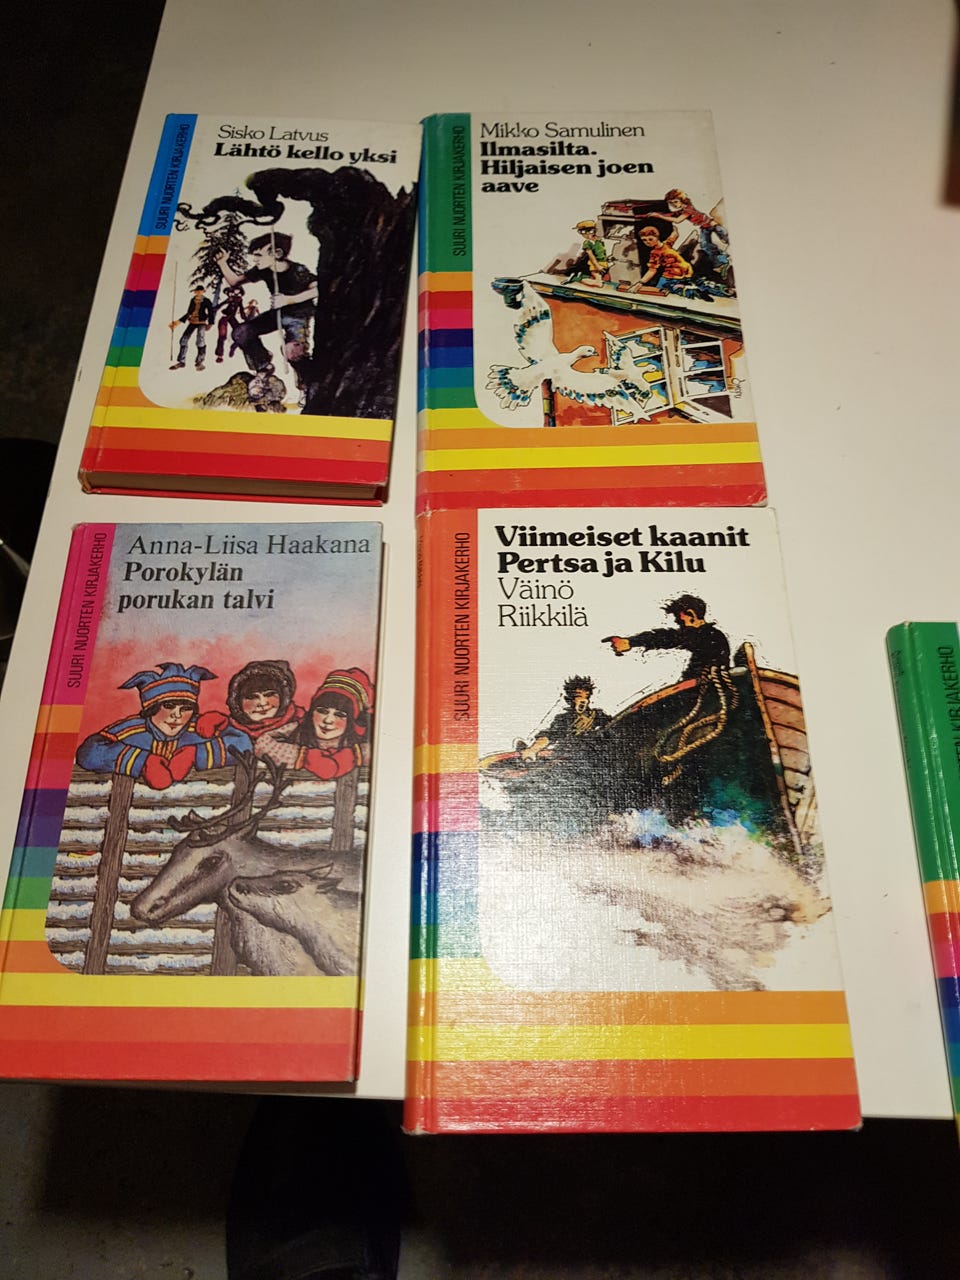 SUURI NUORTEN KIRJAKERHO
Sisko Latvus
Lähtö kello yksi
SUURI NUORTEN KIRJAKERHO
Mikko Samulinen
Ilmasilta.
Hiljaisen joen
aave
SUURI NUORTEN KIRJAKERHO
Anna-Liisa Haakana
Porokylän
porukan talvi
SUURI NUORTEN KIRJAKERHO
Viimeiset kaanit
Pertsa ja Kilu
Väinö
Riikkilä
KIRJAKERHO